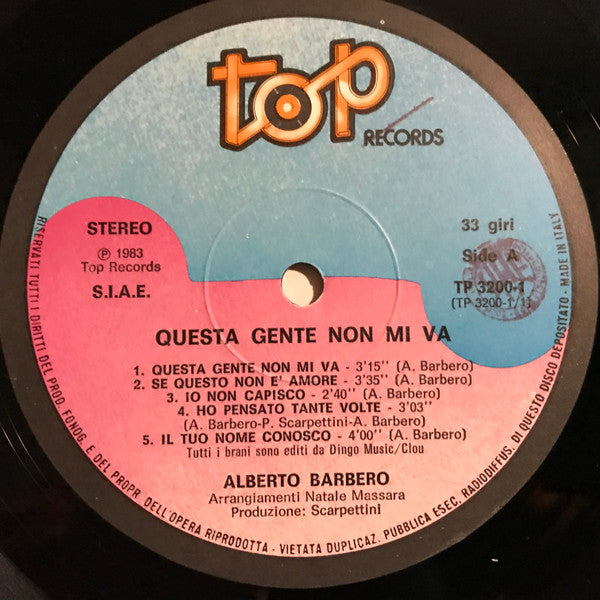 top
RECORDS
STEREO
℗ 1983
Top Records
S.I.A.E.
33 giri
Side A
TP 3200-1
(TP 3200-1/1)
QUESTA GENTE NON MI VA
1. QUESTA GENTE NON MI VA - 3'15" (A. Barbero)
2. SE QUESTO NON E' AMORE - 3'35" (A. Barbero)
3. IO NON CAPISCO - 2'40" (A. Barbero)
4. HO PENSATO TANTE VOLTE - 3'03"
(A. Barbero-P. Scarpettini-A. Barbero)
5. IL TUO NOME CONOSCO - 4'00" (A. Barbero)
Tutti i brani sono editi da Dingo Music/Clou
ALBERTO BARBERO
Arrangiamenti Natale Massara
Produzione: Scarpettini
RISERVATI TUTTI I DIRITTI DEL PROD. FONOG. E DEL PROPR. DELL'OPERA RIPRODOTTA - VIETATA DUPLICAZ. PUBBLICA ESEC. RADIODIFFUS. DI QUESTO DISCO DEPOSITATO - MADE IN ITALY